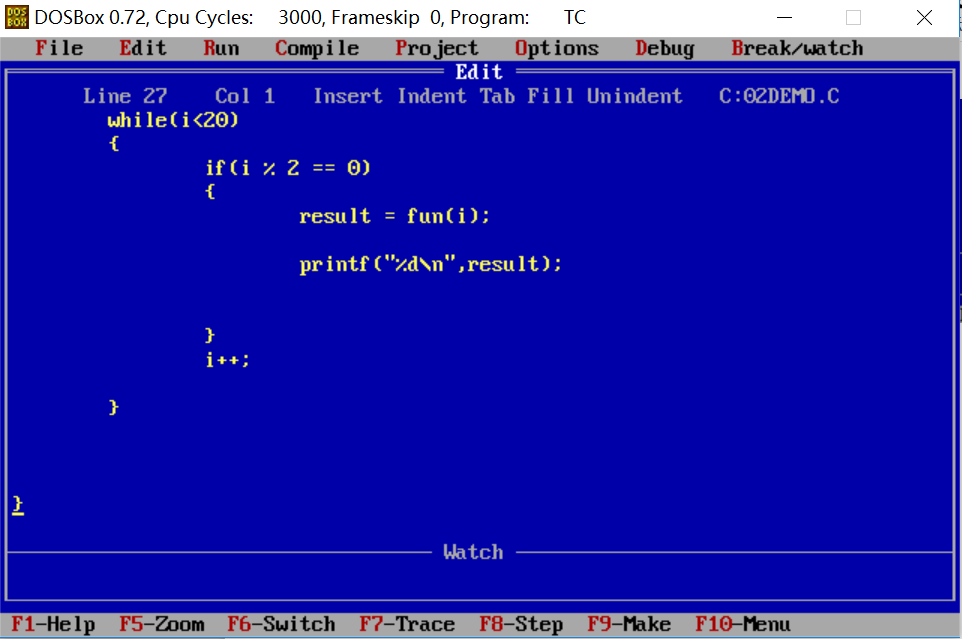 DOS BOX DOSBox 0.72, Cpu Cycles: 3000, Frameskip 0, Program: TC
File Edit Run Compile Project Options Debug Break/watch
Edit
Line 27 Col 1 Insert Indent Tab Fill Unindent C:02DEMO.C
while(i<20)
{
if(i % 2 == 0)
{
result = fun(i);
printf("%d\n",result);
}
i++;
}
}
Watch
F1-Help F5-Zoom F6-Switch F7-Trace F8-Step F9-Make F10-Menu